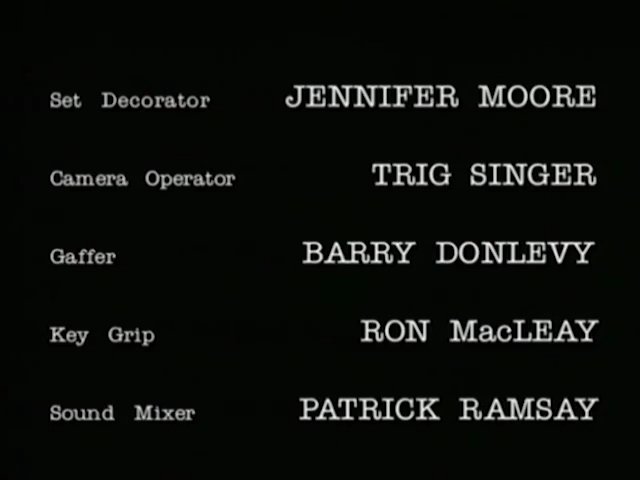 Set Decorator JENNIFER MOORE
Camera Operator TRIG SINGER
Gaffer BARRY DONLEVY
Key Grip RON MacLEAY
Sound Mixer PATRICK RAMSAY